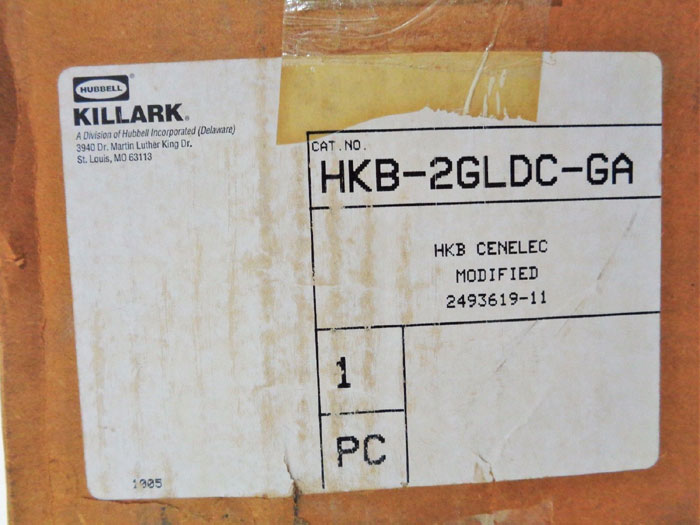 HUBBELL®
KILLARK®
A Division of Hubbell Incorporated (Delaware)
3940 Dr. Martin Luther King Dr.
St. Louis, MO 63113
CAT.NO.
HKB-2GLDC-GA
HKB CENELEC
MODIFIED
2493619-11
1
PC
1005